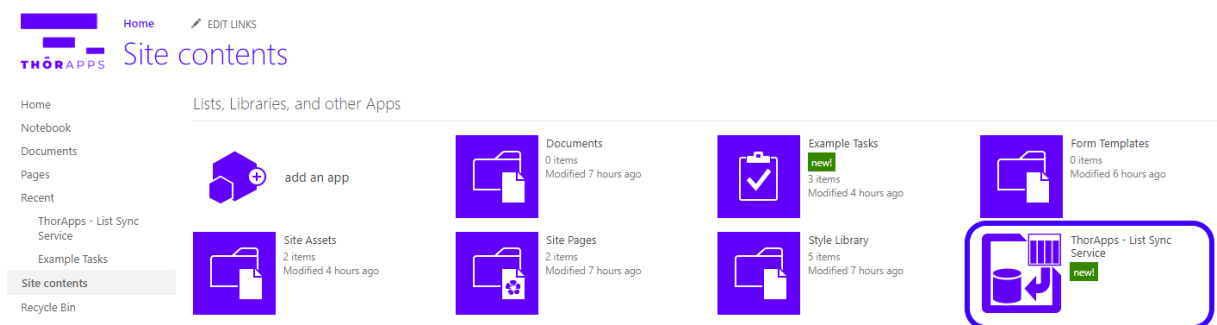 Home
EDIT LINKS
THŌRAPPS
Site contents
Home
Notebook
Documents
Pages
Recent
ThorApps - List Sync
Service
Example Tasks
Site contents
Recycle Bin
Lists, Libraries, and other Apps
add an app
Documents
0 items
Modified 7 hours ago
Example Tasks
new!
3 items
Modified 4 hours ago
Form Templates
0 items
Modified 6 hours ago
Site Assets
2 items
Modified 4 hours ago
Site Pages
2 items
Modified 7 hours ago
Style Library
5 items
Modified 7 hours ago
ThorApps - List Sync
Service
new!